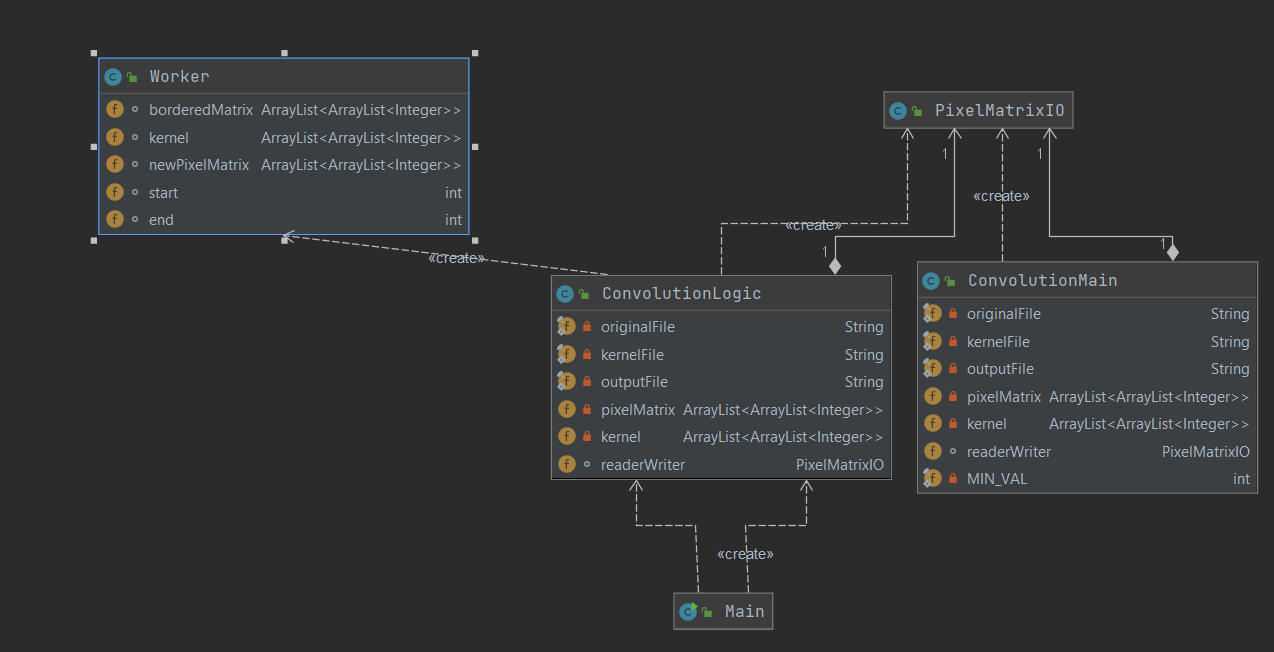 Worker
borderedMatrix ArrayList<ArrayList<Integer>>
kernel ArrayList<ArrayList<Integer>>
newPixelMatrix ArrayList<ArrayList<Integer>>
start int
end int
«create»
PixelMatrixIO
1
1
«create»
«create»
1
1
ConvolutionLogic
originalFile String
kernelFile String
outputFile String
pixelMatrix ArrayList<ArrayList<Integer>>
kernel ArrayList<ArrayList<Integer>>
readerWriter PixelMatrixIO
ConvolutionMain
originalFile String
kernelFile String
outputFile String
pixelMatrix ArrayList<ArrayList<Integer>>
kernel ArrayList<ArrayList<Integer>>
readerWriter PixelMatrixIO
MIN_VAL int
«create»
Main